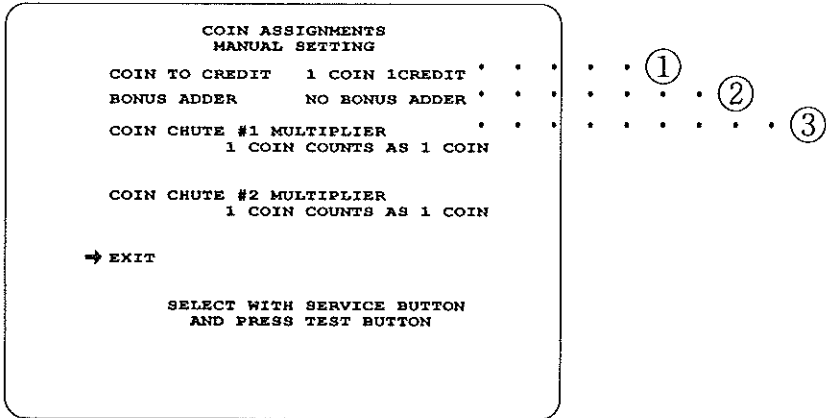 COIN ASSIGNMENTS
MANUAL SETTING
COIN TO CREDIT 1 COIN 1CREDIT • • • • • ①
BONUS ADDER NO BONUS ADDER • • • • • • • ②
COIN CHUTE #1 MULTIPLIER • • • • • • • • • ③
1 COIN COUNTS AS 1 COIN
COIN CHUTE #2 MULTIPLIER
1 COIN COUNTS AS 1 COIN
➡ EXIT
SELECT WITH SERVICE BUTTON
AND PRESS TEST BUTTON